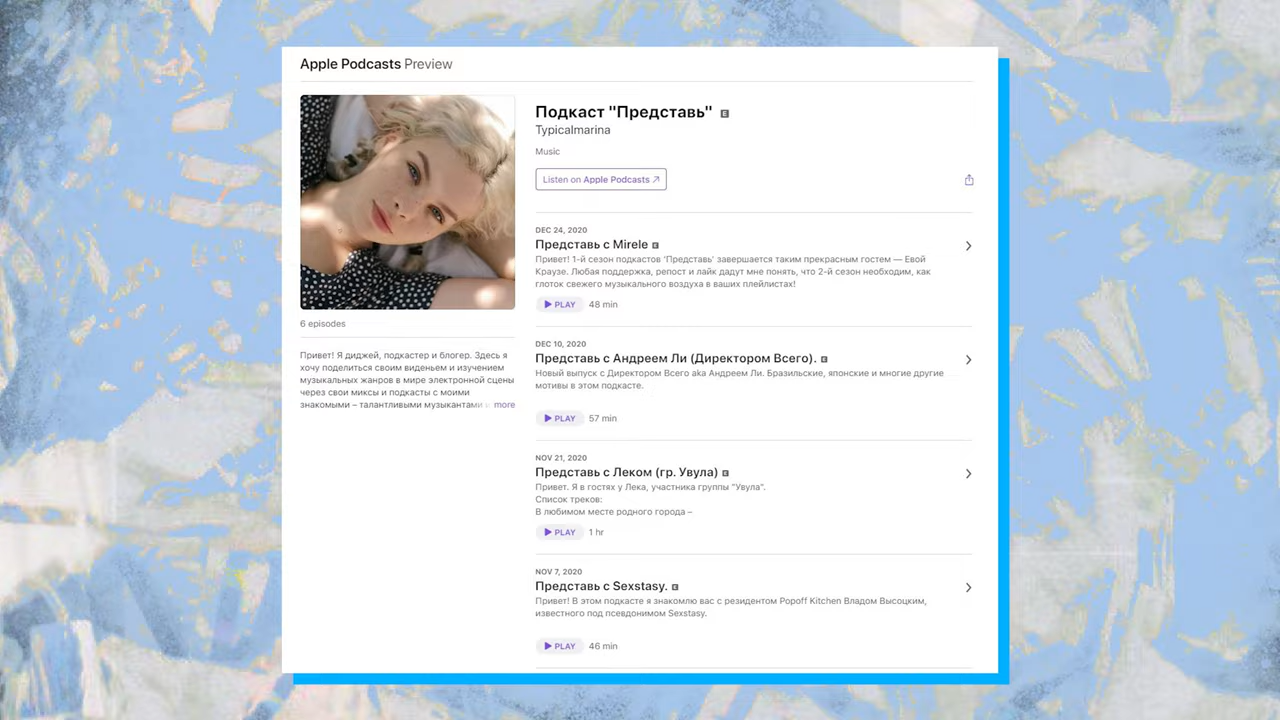 Apple Podcasts Preview
Подкаст "Представь" E
Typicalmarina
Music
Listen on Apple Podcasts ↗
6 episodes
Привет! Я диджей, подкастер и блогер. Здесь я
хочу поделиться своим виденьем и изучением
музыкальных жанров в мире электронной сцены
через свои миксы и подкасты с моими
знакомыми – талантливыми музыкантами и more
DEC 24, 2020
Представь с Mirele E
Привет! 1-й сезон подкастов 'Представь' завершается таким прекрасным гостем — Евой
Краузе. Любая поддержка, репост и лайк дадут мне понять, что 2-й сезон необходим, как
глоток свежего музыкального воздуха в ваших плейлистах!
PLAY 48 min
DEC 10, 2020
Представь с Андреем Ли (Директором Всего). E
Новый выпуск с Директором Всего aka Андреем Ли. Бразильские, японские и многие другие
мотивы в этом подкасте.
PLAY 57 min
NOV 21, 2020
Представь с Леком (гр. Увула) E
Привет. Я в гостях у Лека, участника группы "Увула".
Список треков:
В любимом месте родного города –
PLAY 1 hr
NOV 7, 2020
Представь с Sexstasy. E
Привет! В этом подкасте я знакомлю вас с резидентом Popoff Kitchen Владом Высоцким,
известного под псевдонимом Sexstasy.
PLAY 46 min